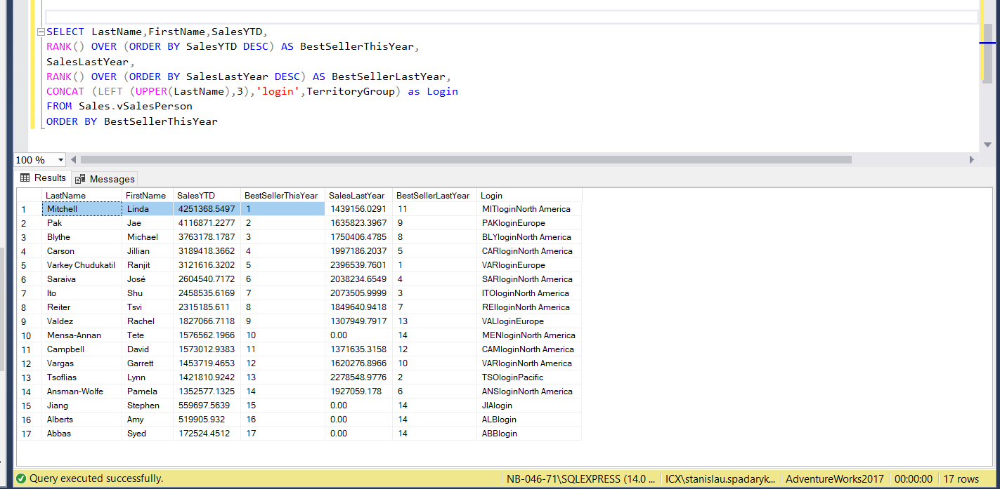 SELECT LastName,FirstName,SalesYTD,
RANK() OVER (ORDER BY SalesYTD DESC) AS BestSellerThisYear,
SalesLastYear,
RANK() OVER (ORDER BY SalesLastYear DESC) AS BestSellerLastYear,
CONCAT (LEFT (UPPER(LastName),3),'login',TerritoryGroup) as Login
FROM Sales.vSalesPerson
ORDER BY BestSellerThisYear
100 %
Results Messages
LastName FirstName SalesYTD BestSellerThisYear SalesLastYear BestSellerLastYear Login
1 Mitchell Linda 4251368.5497 1 1439156.0291 11 MITloginNorth America
2 Pak Jae 4116871.2277 2 1635823.3967 9 PAKloginEurope
3 Blythe Michael 3763178.1787 3 1750406.4785 8 BLYloginNorth America
4 Carson Jillian 3189418.3662 4 1997186.2037 5 CARloginNorth America
5 Varkey Chudukatil Ranjit 3121616.3202 5 2396539.7601 1 VARloginEurope
6 Saraiva José 2604540.7172 6 2038234.6549 4 SARloginNorth America
7 Ito Shu 2458535.6169 7 2073505.9999 3 ITOloginNorth America
8 Reiter Tsvi 2315185.611 8 1849640.9418 7 REIloginNorth America
9 Valdez Rachel 1827066.7118 9 1307949.7917 13 VALloginEurope
10 Mensa-Annan Tete 1576562.1966 10 0.00 14 MENloginNorth America
11 Campbell David 1573012.9383 11 1371635.3158 12 CAMloginNorth America
12 Vargas Garrett 1453719.4653 12 1620276.8966 10 VARloginNorth America
13 Tsoflias Lynn 1421810.9242 13 2278548.9776 2 TSOloginPacific
14 Ansman-Wolfe Pamela 1352577.1325 14 1927059.178 6 ANSloginNorth America
15 Jiang Stephen 559697.5639 15 0.00 14 JIAlogin
16 Alberts Amy 519905.932 16 0.00 14 ALBlogin
17 Abbas Syed 172524.4512 17 0.00 14 ABBlogin
Query executed successfully. NB-046-71\SQLEXPRESS (14.0 ... ICX\stanislau.spadaryk... AdventureWorks2017 00:00:00 17 rows